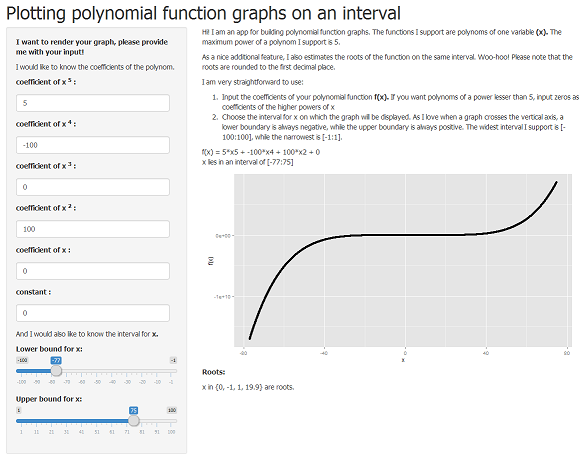 Plotting polynomial function graphs on an interval
I want to render your graph, please provide
me with your input!
I would like to know the coefficients of the polynom.
coefficient of x 5 :
5
coefficient of x 4 :
-100
coefficient of x 3 :
0
coefficient of x 2 :
100
coefficient of x :
0
constant :
0
And I would also like to know the interval for x.
Lower bound for x:
-100 -77 -1
-100 -90 -80 -70 -60 -50 -40 -30 -20 -10 -1
Upper bound for x:
1 75 100
1 11 21 31 41 51 61 71 81 91 100
Hi! I am an app for building polynomial function graphs. The functions I support are polynoms of one variable (x). The
maximum power of a polynom I support is 5.
As a nice additional feature, I also estimates the roots of the function on the same interval. Woo-hoo! Please note that the
roots are rounded to the first decimal place.
I am very straightforward to use:
1. Input the coefficients of your polynomial function f(x). If you want polynoms of a power lesser than 5, input zeros as
coefficients of the higher powers of x
2. Choose the interval for x on which the graph will be displayed. As I love when a graph crosses the vertical axis, a
lower boundary is always negative, while the upper boundary is always positive. The widest interval I support is [-
100:100], while the narrowest is [-1:1].
f(x) = 5*x5 + -100*x4 + 100*x2 + 0
x lies in an interval of [-77:75]
f(x)
0e+00
-1e+10
-80 -40 0 40 80
x
Roots:
x in {0, -1, 1, 19.9} are roots.